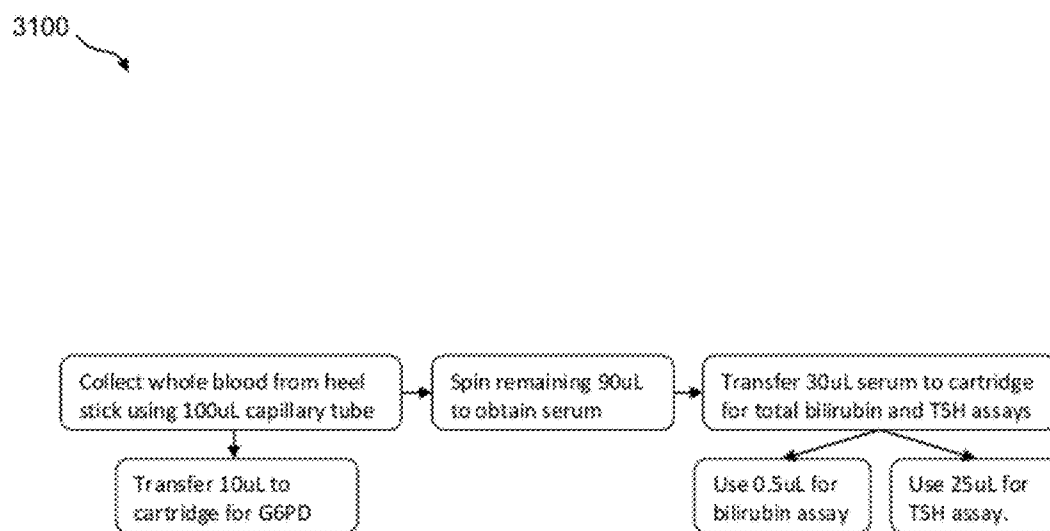 3100
Collect whole blood from heel
stick using 100uL capillary tube
Spin remaining 90uL
to obtain serum
Transfer 30uL serum to cartridge
for total bilirubin and TSH assays
Transfer 10uL to
cartridge for G6PD
Use 0.5uL for
bilirubin assay
Use 25uL for
TSH assay.